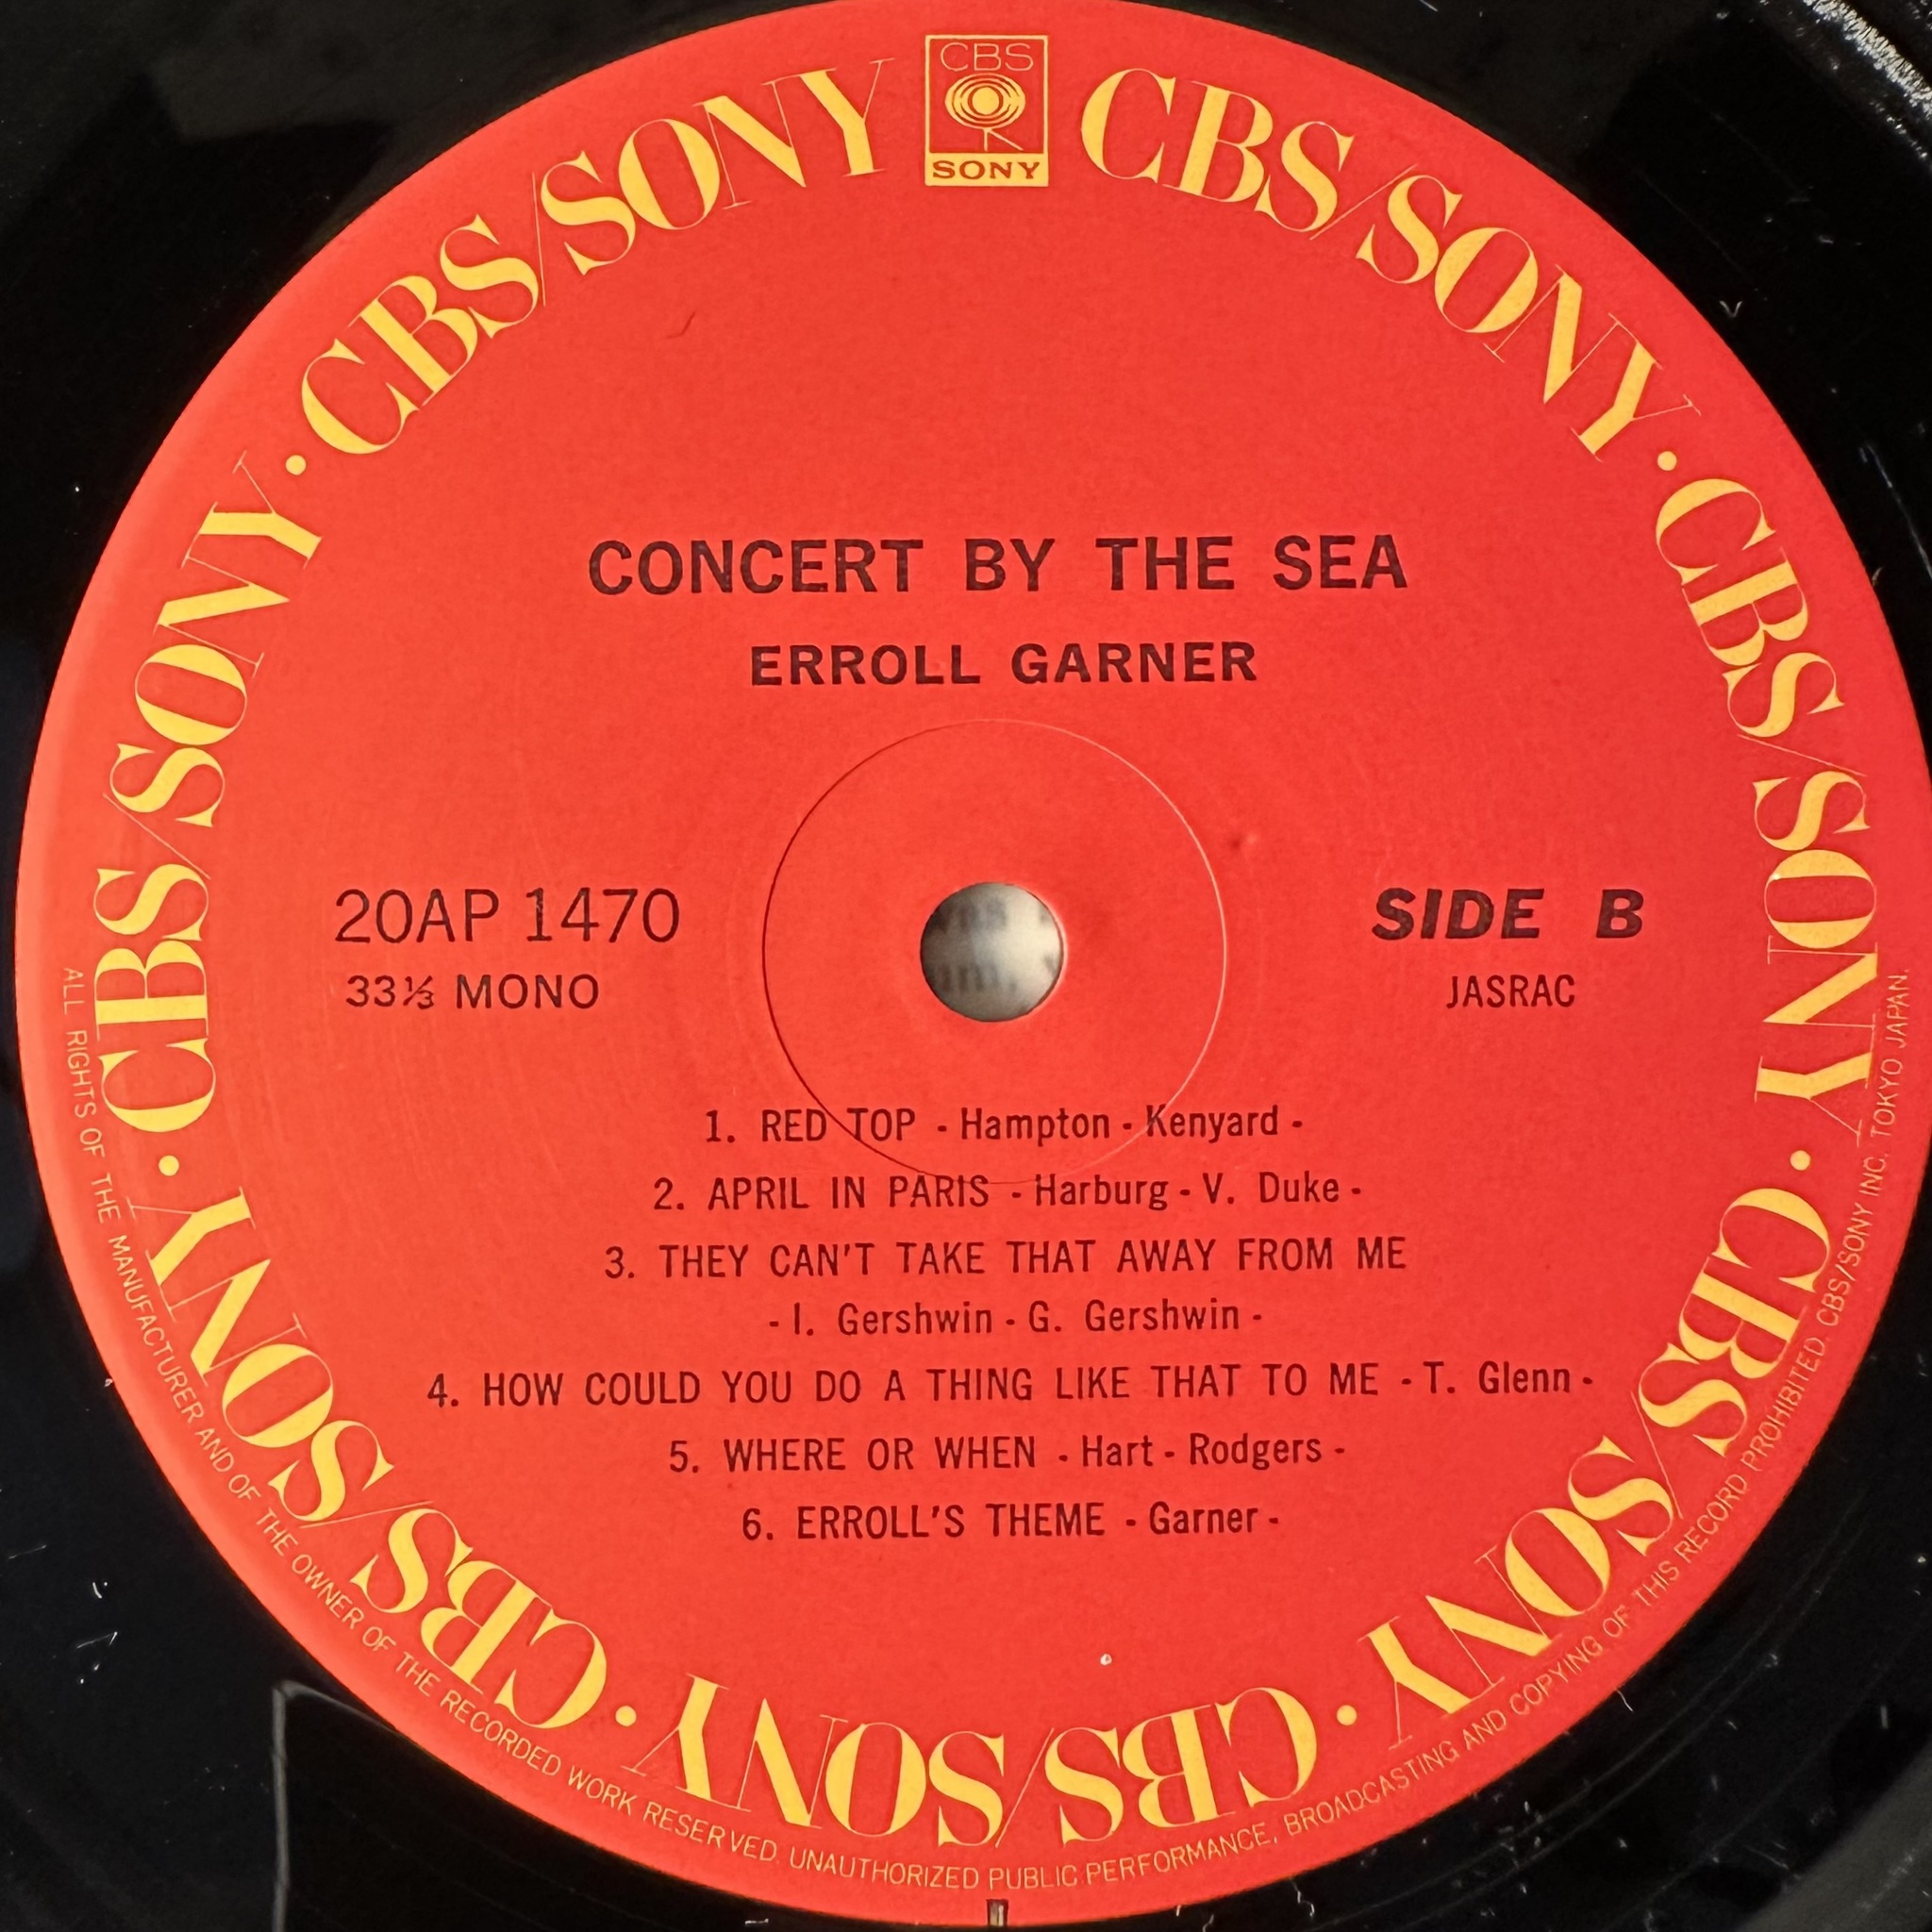 CBS
SONY
CBS/SONY · CBS/SONY · CBS/SONY · CBS/SONY · CBS/SONY · CBS/SONY · CBS/SONY
CONCERT BY THE SEA
ERROLL GARNER
20AP 1470
33⅓ MONO
SIDE B
JASRAC
1. RED TOP - Hampton - Kenyard -
2. APRIL IN PARIS - Harburg - V. Duke -
3. THEY CAN'T TAKE THAT AWAY FROM ME
- I. Gershwin - G. Gershwin -
4. HOW COULD YOU DO A THING LIKE THAT TO ME - T. Glenn -
5. WHERE OR WHEN - Hart - Rodgers -
6. ERROLL'S THEME - Garner -
ALL RIGHTS OF THE MANUFACTURER AND OF THE OWNER OF THE RECORDED WORK RESERVED. UNAUTHORIZED PUBLIC PERFORMANCE, BROADCASTING AND COPYING OF THIS RECORD PROHIBITED. CBS/SONY INC. TOKYO JAPAN.